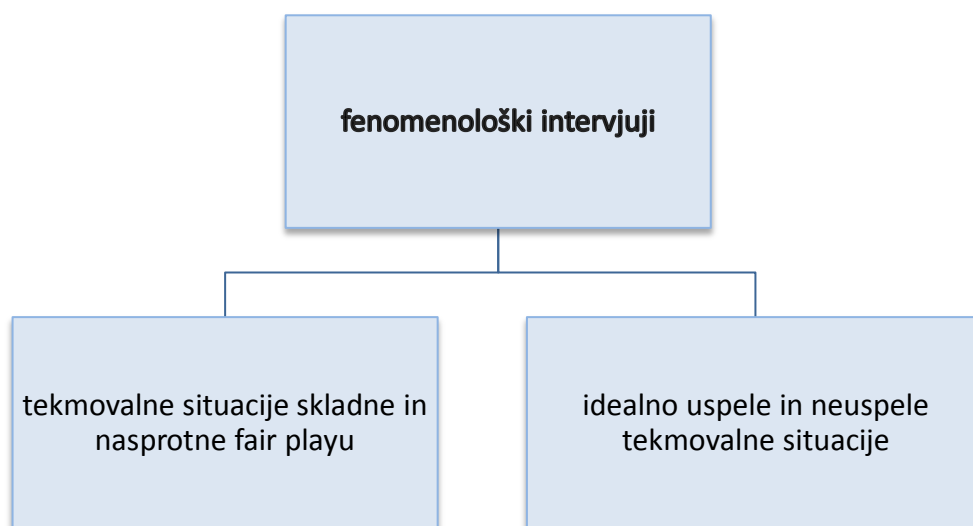 fenomenološki intervjuji
tekmovalne situacije skladne in
nasprotne fair playu
idealno uspele in neuspele
tekmovalne situacije